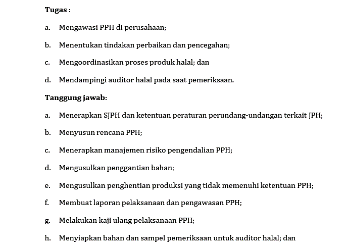 Tugas :
a. Mengawasi PPH di perusahaan;
b. Menentukan tindakan perbaikan dan pencegahan;
c. Mengoordinasikan proses produk halal; dan
d. Mendampingi auditor halal pada saat pemeriksaan.
Tanggung jawab:
a. Menerapkan SJPH dan ketentuan peraturan perundang-undangan terkait JPH;
b. Menyusun rencana PPH;
c. Menerapkan manajemen risiko pengendalian PPH;
d. Mengusulkan penggantian bahan;
e. Mengusulkan penghentian produksi yang tidak memenuhi ketentuan PPH;
f. Membuat laporan pelaksanaan dan pengawasan PPH;
g. Melakukan kaji ulang pelaksanaan PPH;
h. Menyiapkan bahan dan sampel pemeriksaan untuk auditor halal; dan